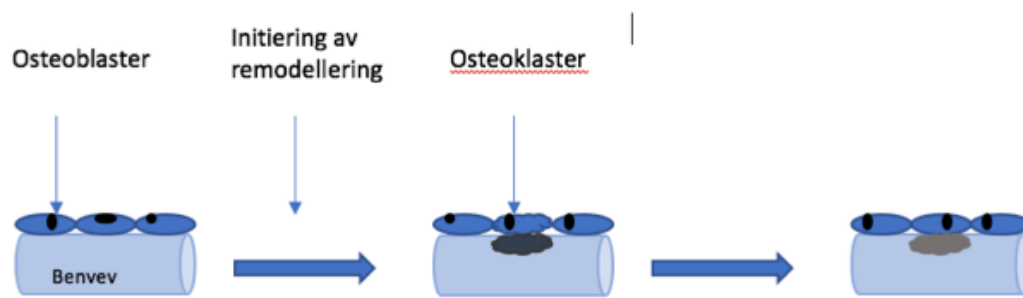 Osteoblaster
Initiering av
remodellering
Osteoklaster
Benvev